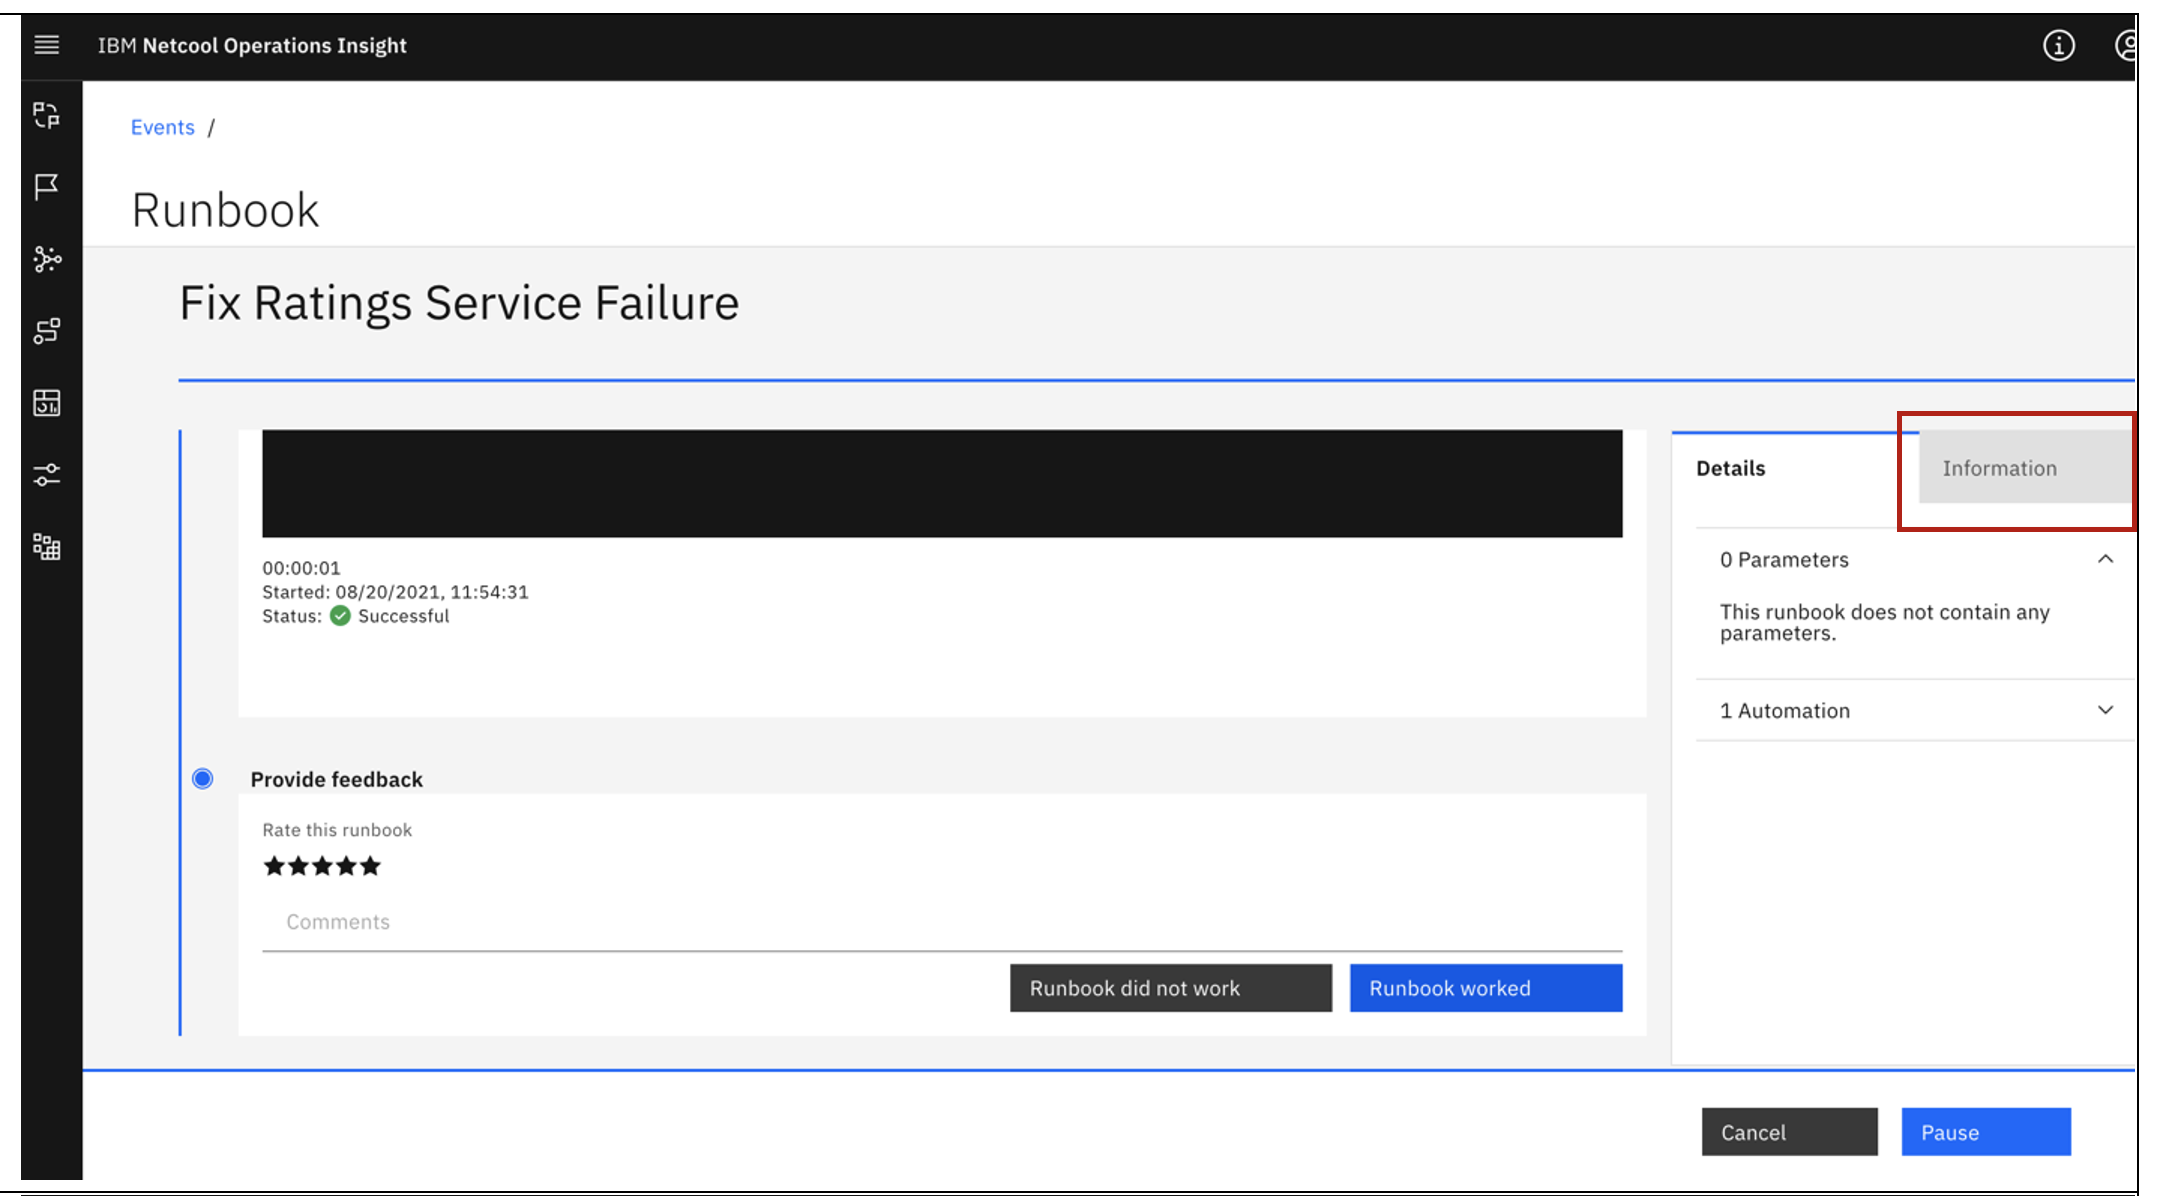 IBM Netcool Operations Insight
Events /
Runbook
Fix Ratings Service Failure
00:00:01
Started: 08/20/2021, 11:54:31
Status: Successful
Provide feedback
Rate this runbook
Comments
Runbook did not work
Runbook worked
Details
Information
0 Parameters
This runbook does not contain any
parameters.
1 Automation
Cancel
Pause